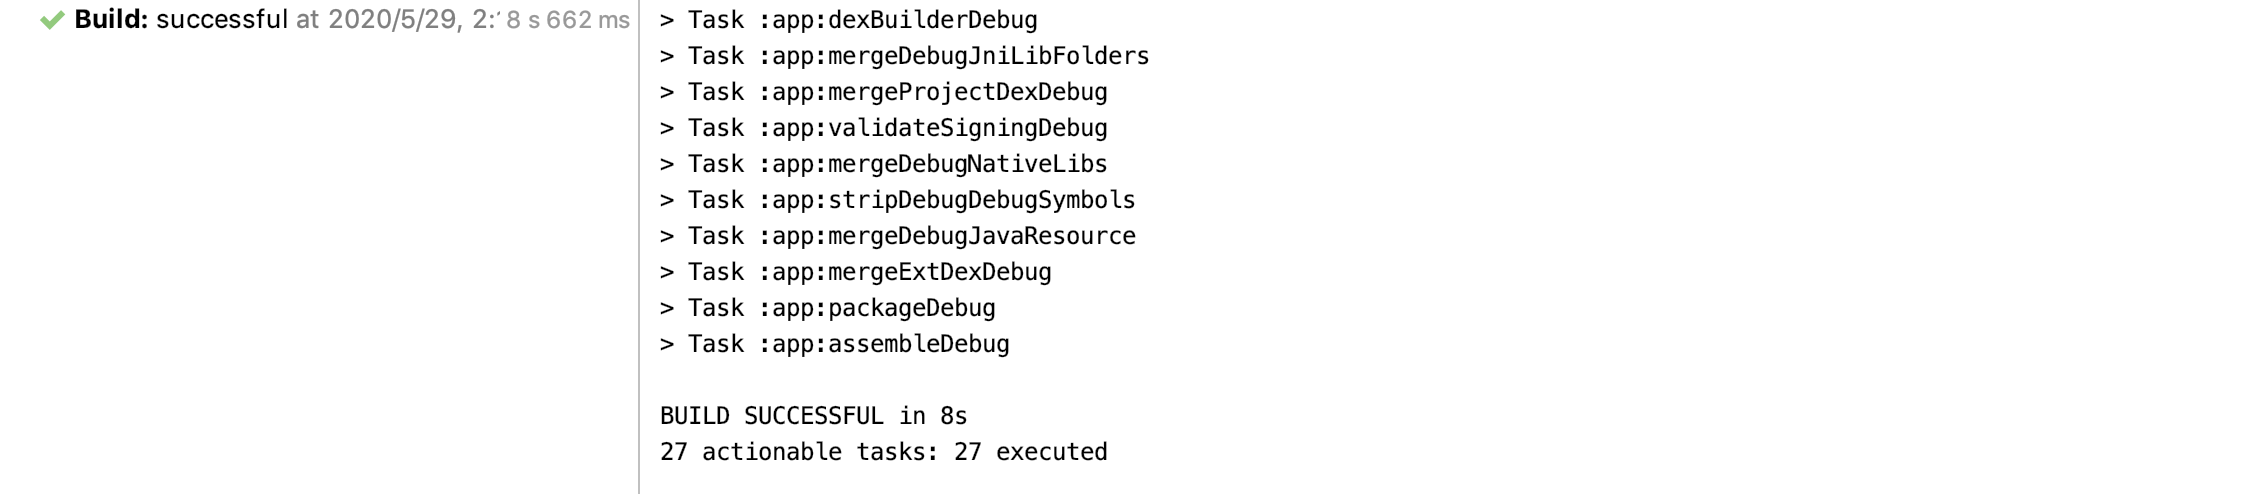 Build: successful at 2020/5/29, 2: 8 s 662 ms
> Task :app:dexBuilderDebug
> Task :app:mergeDebugJniLibFolders
> Task :app:mergeProjectDexDebug
> Task :app:validateSigningDebug
> Task :app:mergeDebugNativeLibs
> Task :app:stripDebugDebugSymbols
> Task :app:mergeDebugJavaResource
> Task :app:mergeExtDexDebug
> Task :app:packageDebug
> Task :app:assembleDebug
BUILD SUCCESSFUL in 8s
27 actionable tasks: 27 executed